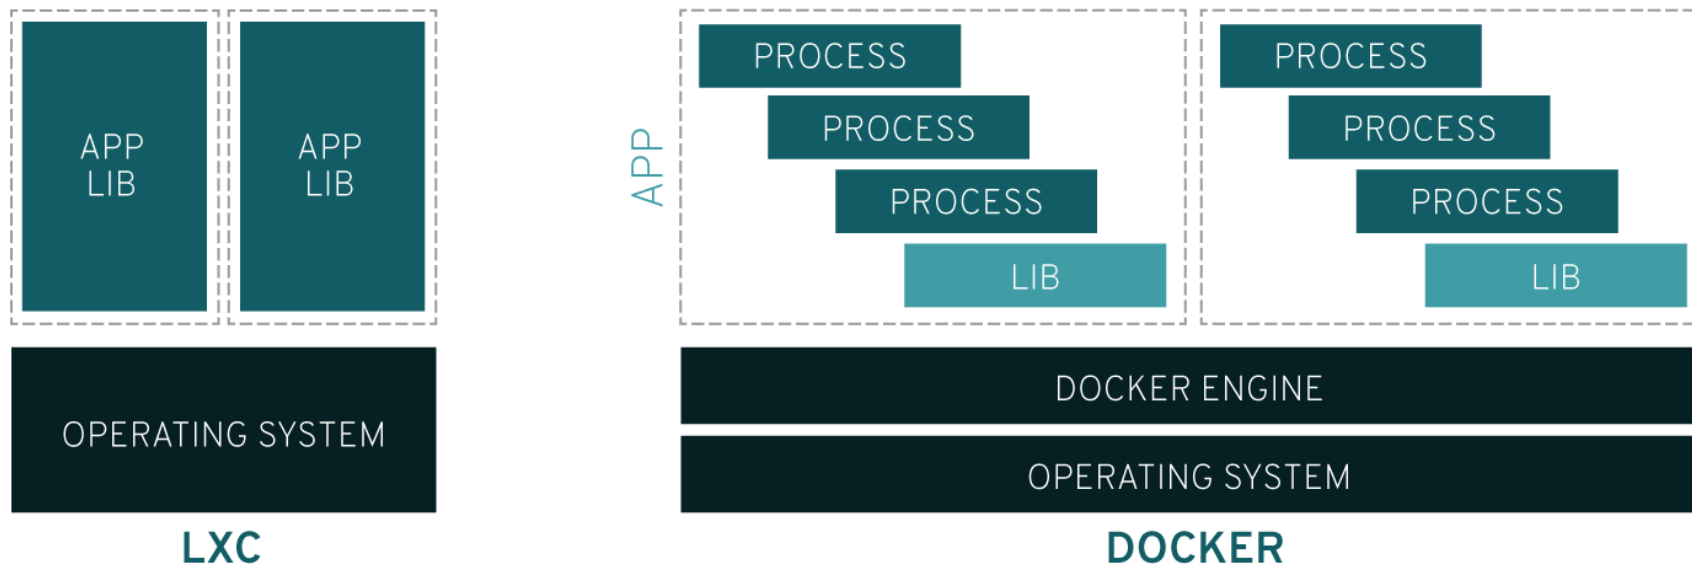 APP
LIB
APP
LIB
OPERATING SYSTEM
LXC
APP
PROCESS
PROCESS
PROCESS
LIB
PROCESS
PROCESS
PROCESS
LIB
DOCKER ENGINE
OPERATING SYSTEM
DOCKER